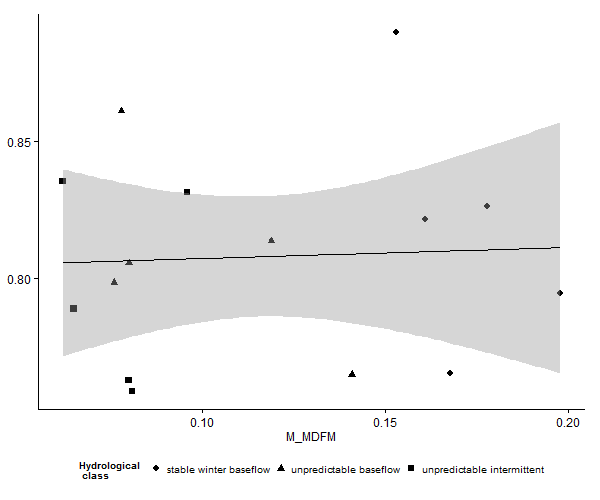 0.85
0.80
0.10 0.15 0.20
M_MDFM
Hydrological
class
stable winter baseflow unpredictable baseflow unpredictable intermittent